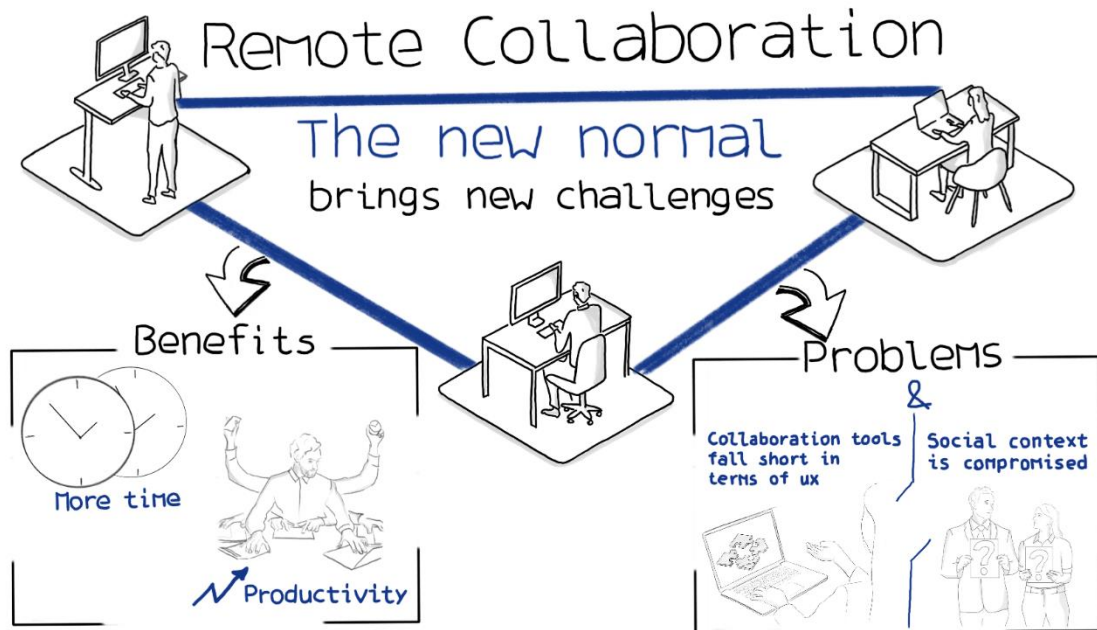 Remote Collaboration
The new normal
brings new challenges
Benefits
More time
Productivity
Problems
&
Collaboration tools
fall short in
terms of ux
Social context
is compromised
? ?